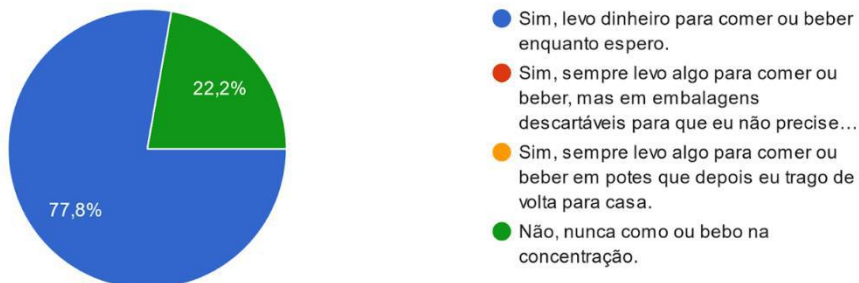 22,2%
77,8%
Sim, levo dinheiro para comer ou beber
enquanto espero.
Sim, sempre levo algo para comer ou
beber, mas em embalagens
descartáveis para que eu não precise…
Sim, sempre levo algo para comer ou
beber em potes que depois eu trago de
volta para casa.
Não, nunca como ou bebo na
concentração.